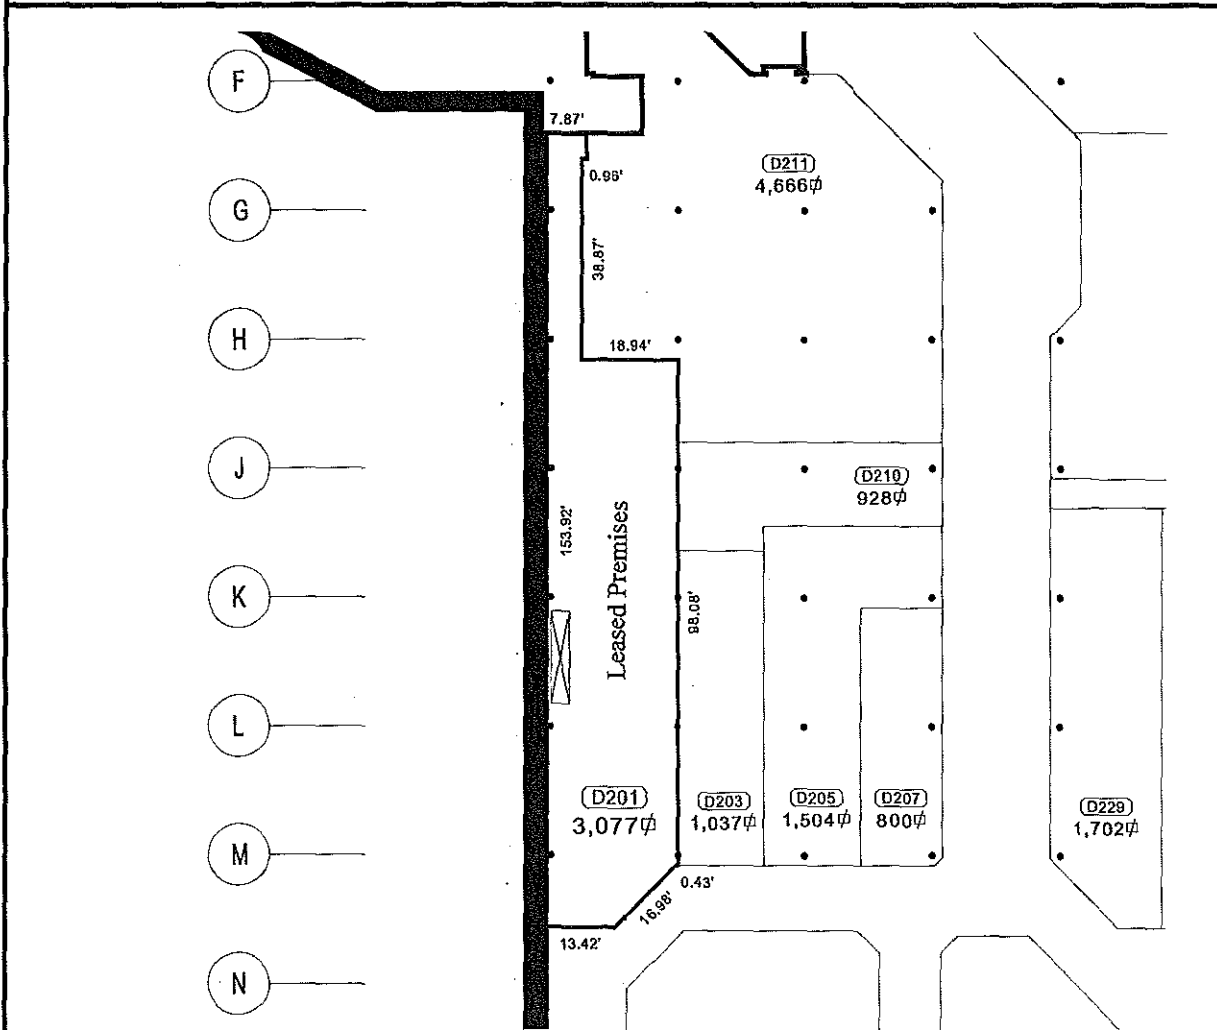 F
7.87'
D211
4,666⏍
0.96'
G
38.87'
H
18.94'
J
D210
928⏍
153.92'
Leased Premises
K
98.08'
L
D201
3,077⏍
D203
1,037⏍
D205
1,504⏍
D207
800⏍
D229
1,702⏍
M
0.43'
16.98'
13.42'
N